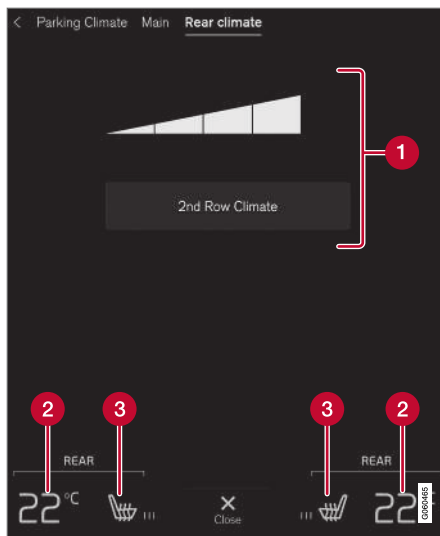 < Parking Climate Main Rear climate
1
2nd Row Climate
2 3 3 2
REAR REAR
22°C 22
Close
G060465